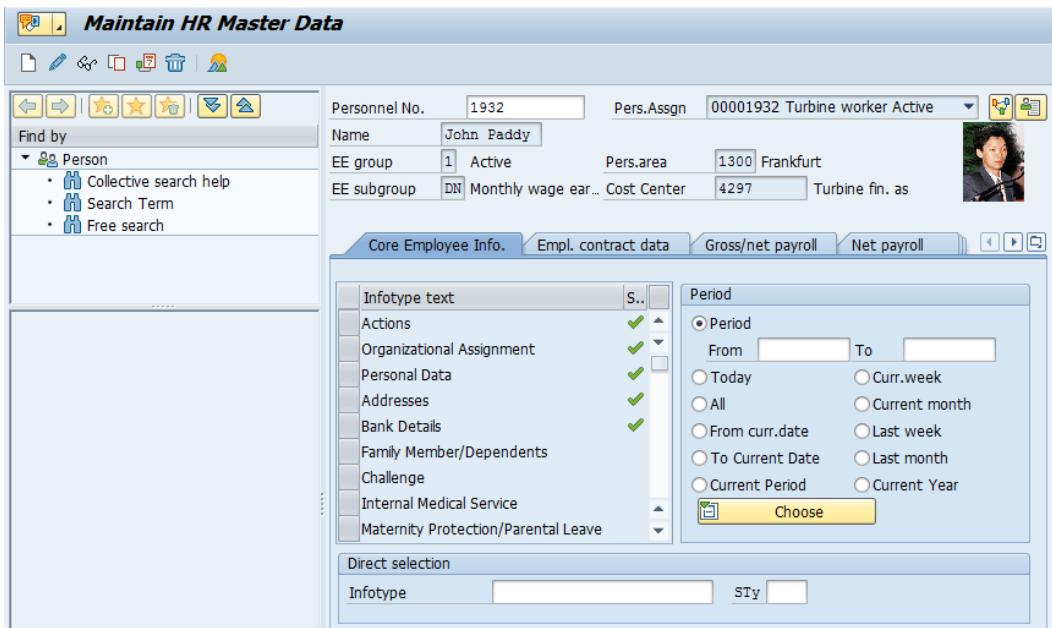 Maintain HR Master Data
Find by
Person
Collective search help
Search Term
Free search
Personnel No. 1932 Pers.Assgn 00001932 Turbine worker Active
Name John Paddy
EE group 1 Active Pers.area 1300 Frankfurt
EE subgroup DN Monthly wage ear... Cost Center 4297 Turbine fin. as
Core Employee Info. Empl. contract data Gross/net payroll Net payroll
Infotype text S..
Actions
Organizational Assignment
Personal Data
Addresses
Bank Details
Family Member/Dependents
Challenge
Internal Medical Service
Maternity Protection/Parental Leave
Period
Period
From To
Today Curr.week
All Current month
From curr.date Last week
To Current Date Last month
Current Period Current Year
Choose
Direct selection
Infotype STy